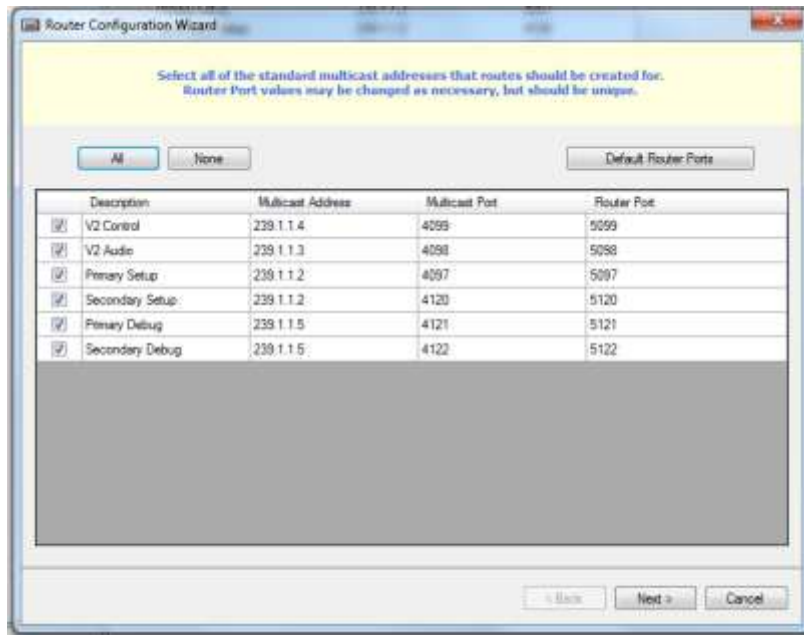 Router Configuration Wizard
Select all of the standard multicast addresses that routes should be created for.
Router Port values may be changed as necessary, but should be unique.
All None Default Router Ports
Description Multicast Address Multicast Port Router Port
V2 Control 239.1.1.4 4099 5099
V2 Audio 239.1.1.3 4098 5098
Primary Setup 239.1.1.2 4097 5097
Secondary Setup 239.1.1.2 4120 5120
Primary Debug 239.1.1.5 4121 5121
Secondary Debug 239.1.1.5 4122 5122
< Back Next > Cancel